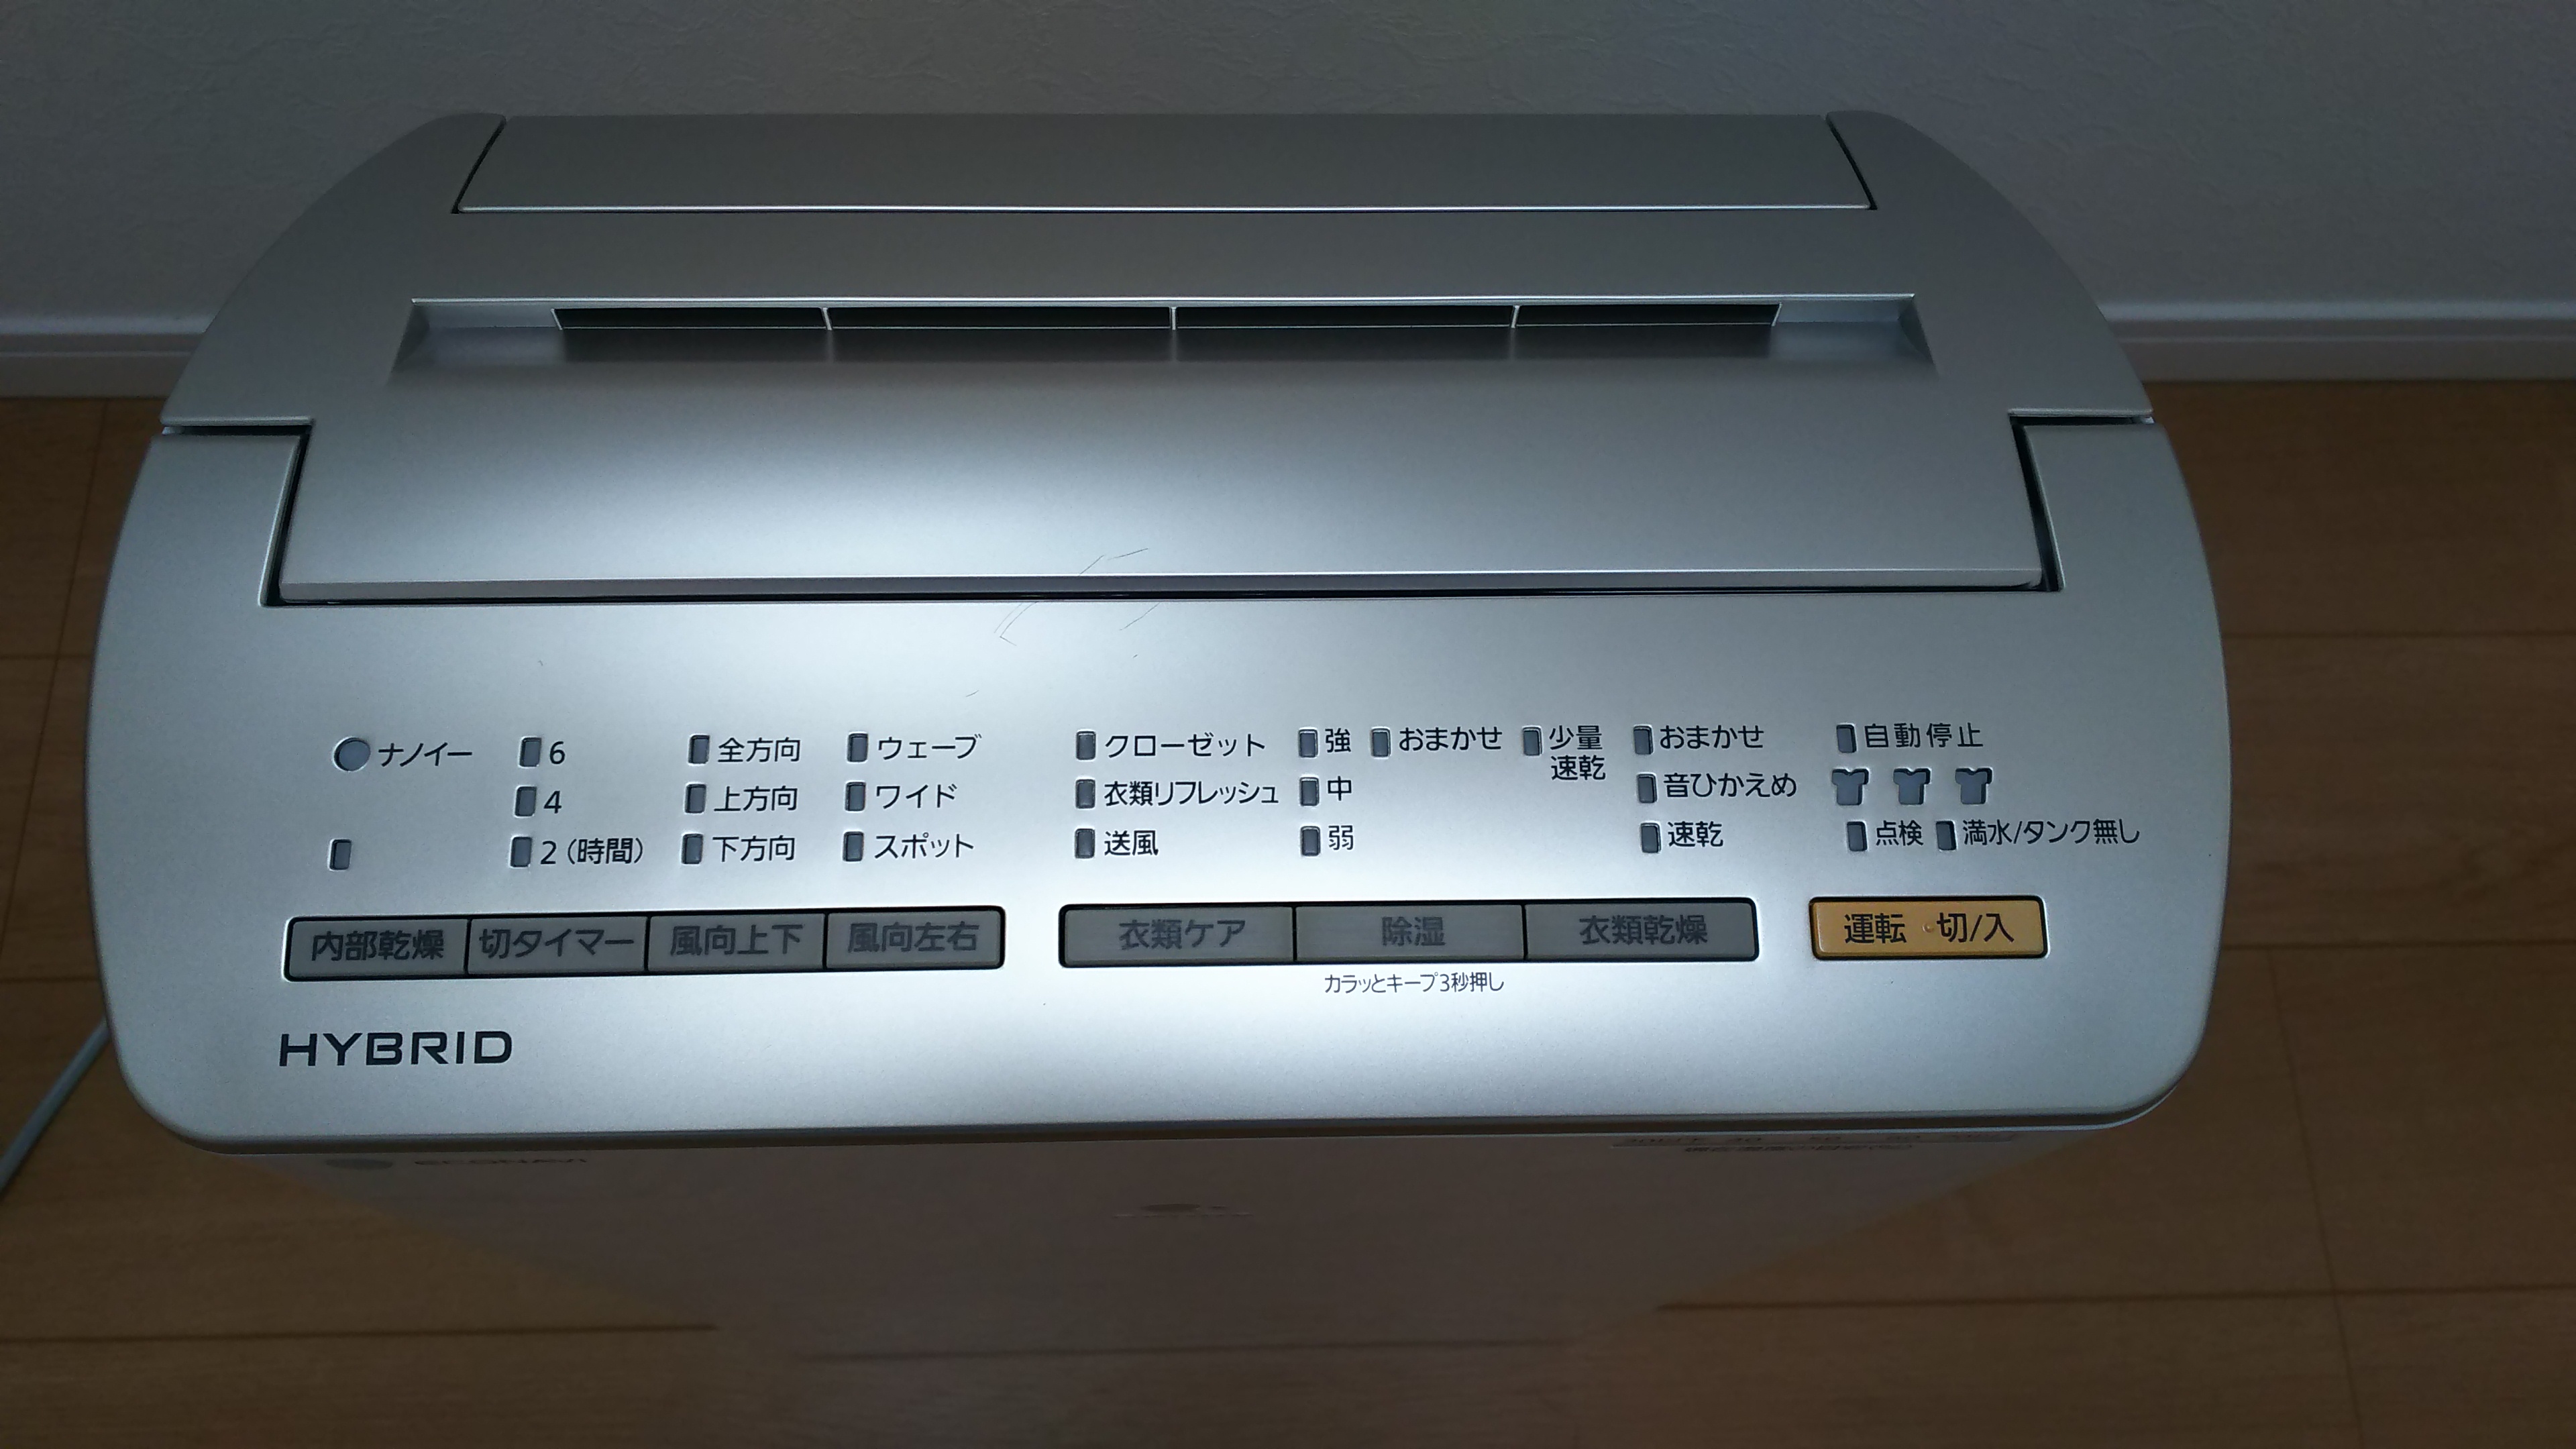 ナノイー 6 全方向 ウェーブ クローゼット 強 おまかせ 少量 おまかせ 自動停止
速乾
4 上方向 ワイド 衣類リフレッシュ 中 音ひかえめ
2（時間） 下方向 スポット 送風 弱 速乾 点検 満水/タンク無し
内部乾燥 切タイマー 風向上下 風向左右 衣類ケア 除湿 衣類乾燥 運転 切/入
カラッとキープ3秒押し
HYBRID
ECONAVI